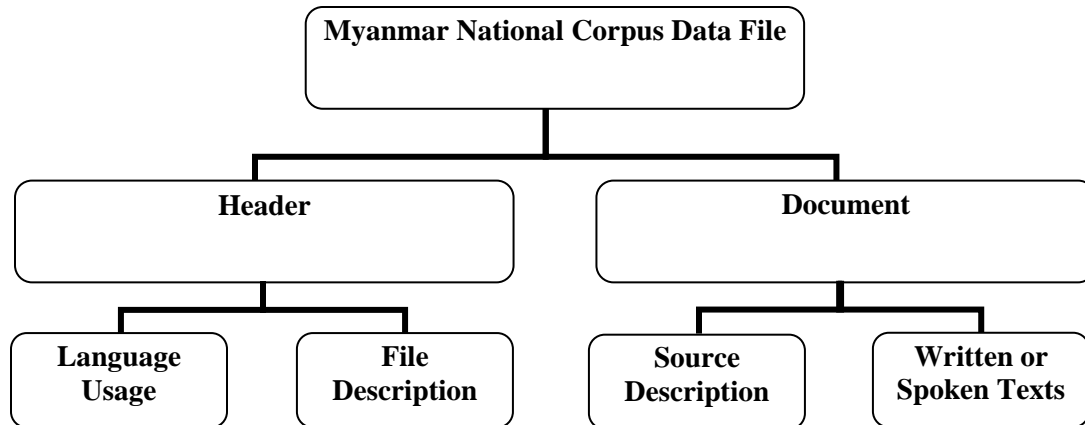 Myanmar National Corpus Data File
Header
Document
Language
Usage
File
Description
Source
Description
Written or
Spoken Texts